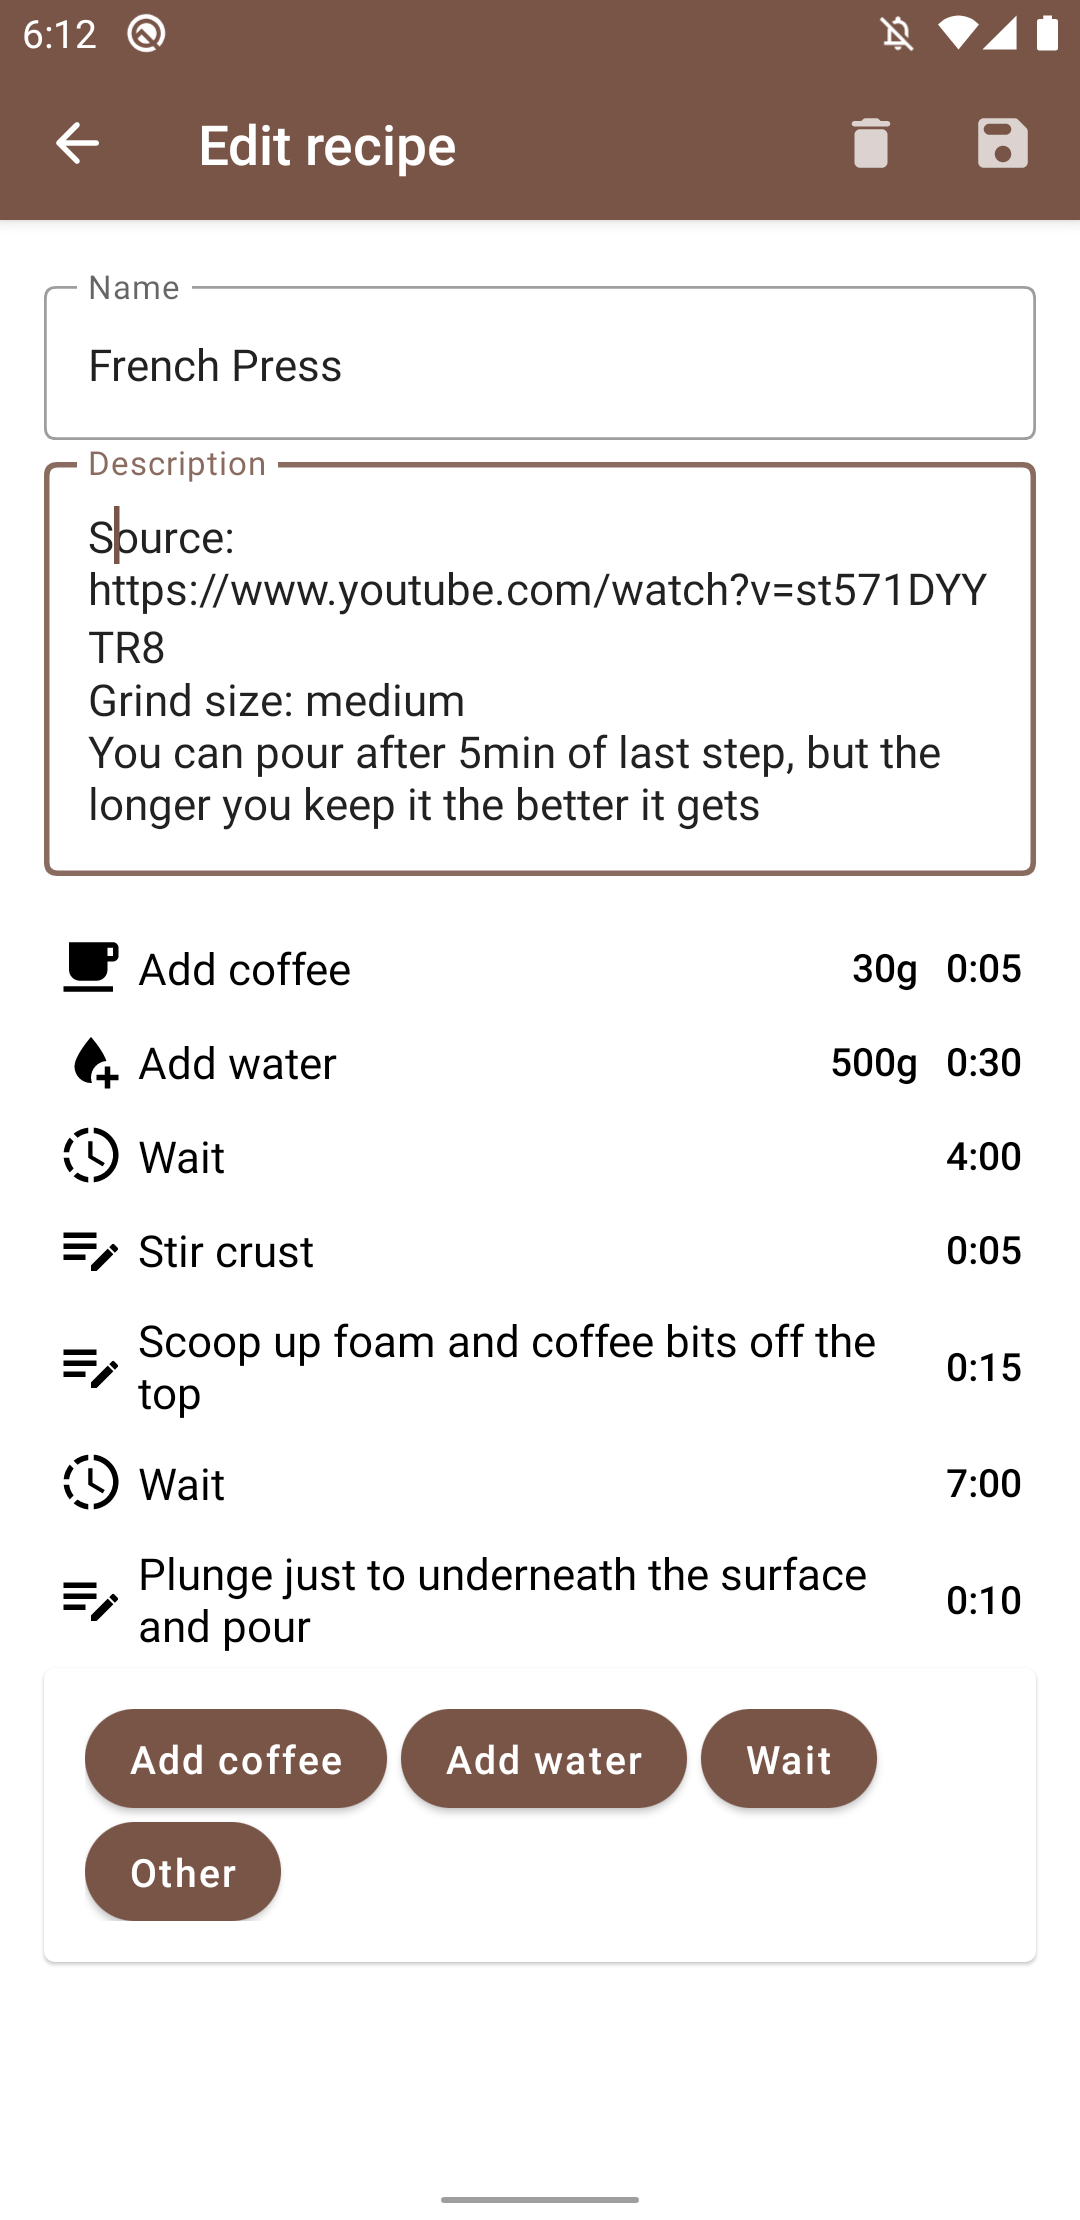 6:12
Edit recipe
Name
French Press
Description
Source:
https://www.youtube.com/watch?v=st571DYY
TR8
Grind size: medium
You can pour after 5min of last step, but the
longer you keep it the better it gets
Add coffee 30g 0:05
Add water 500g 0:30
Wait 4:00
Stir crust 0:05
Scoop up foam and coffee bits off the
top 0:15
Wait 7:00
Plunge just to underneath the surface
and pour 0:10
Add coffee Add water Wait
Other